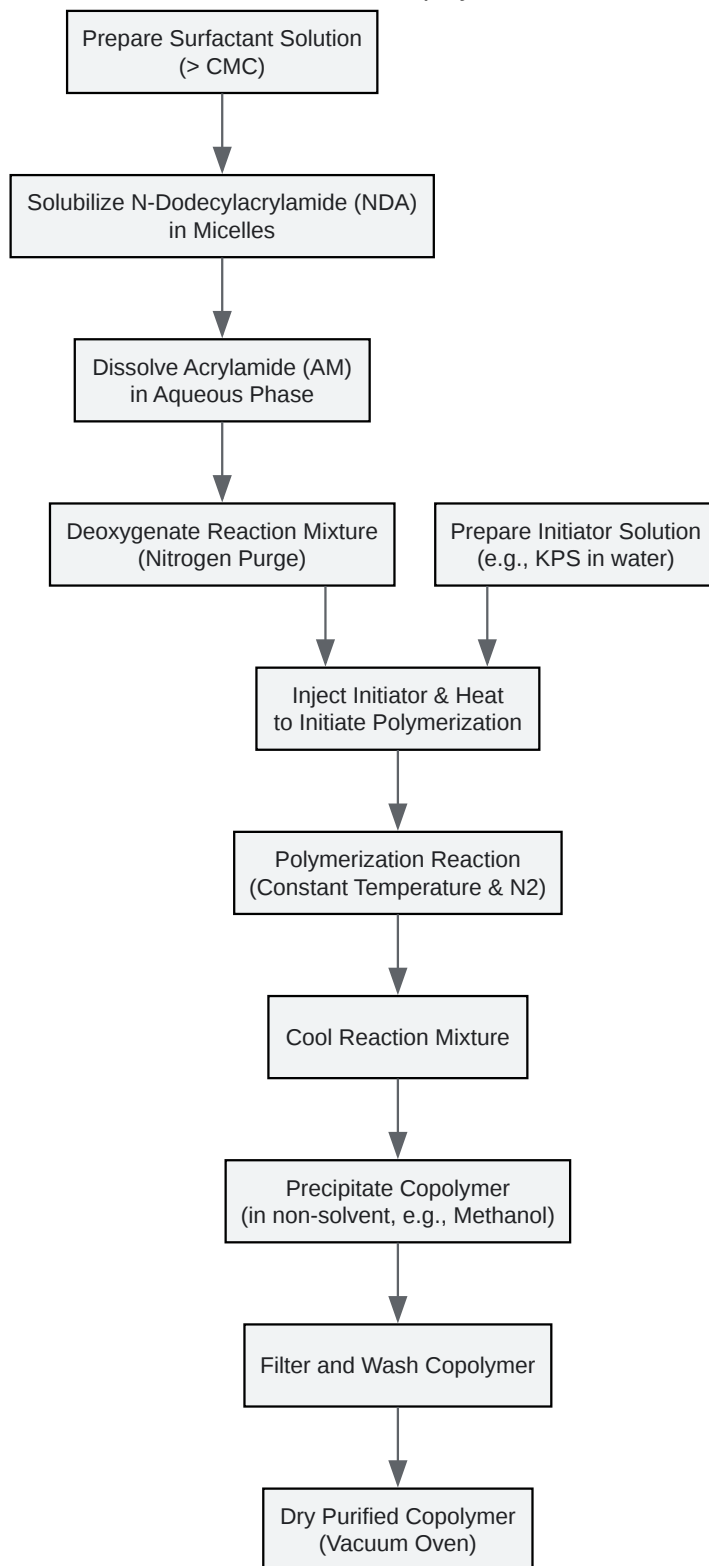 Prepare Surfactant Solution
(> CMC)
Solubilize N-Dodecylacrylamide (NDA)
in Micelles
Dissolve Acrylamide (AM)
in Aqueous Phase
Deoxygenate Reaction Mixture
(Nitrogen Purge)
Prepare Initiator Solution
(e.g., KPS in water)
Inject Initiator & Heat
to Initiate Polymerization
Polymerization Reaction
(Constant Temperature & N2)
Cool Reaction Mixture
Precipitate Copolymer
(in non-solvent, e.g., Methanol)
Filter and Wash Copolymer
Dry Purified Copolymer
(Vacuum Oven)